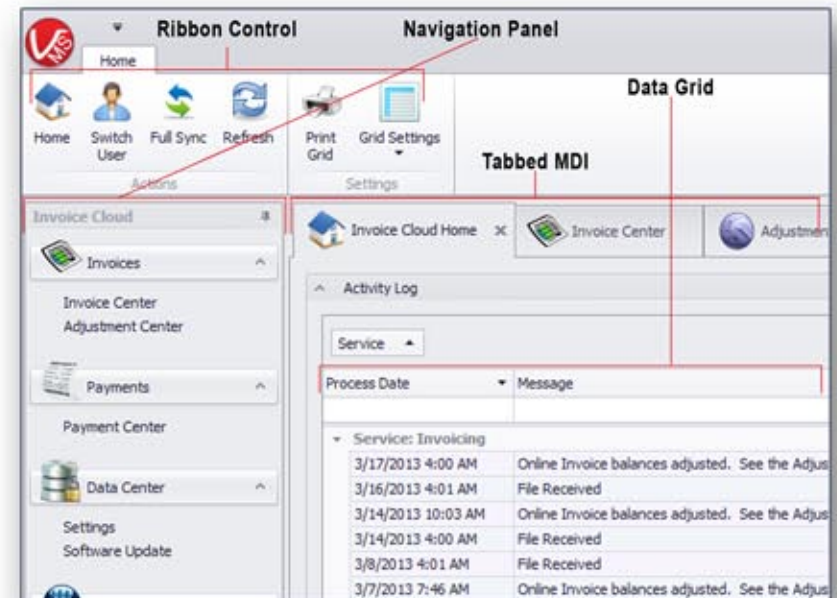 Ribbon Control
Navigation Panel
VMS
Home
Data Grid
Home
Switch User
Full Sync
Refresh
Print Grid
Grid Settings
Tabbed MDI
Actions
Settings
Invoice Cloud
Invoice Cloud Home
Invoice Center
Adjustmen
Invoices
Activity Log
Invoice Center
Adjustment Center
Service
Process Date
Message
Payments
Payment Center
Service: Invoicing
3/17/2013 4:00 AM Online Invoice balances adjusted. See the Adjus
3/16/2013 4:01 AM File Received
Data Center
3/14/2013 10:03 AM Online Invoice balances adjusted. See the Adjus
3/14/2013 4:00 AM File Received
Settings
Software Update
3/8/2013 4:01 AM File Received
3/7/2013 7:46 AM Online Invoice balances adjusted. See the Adjus